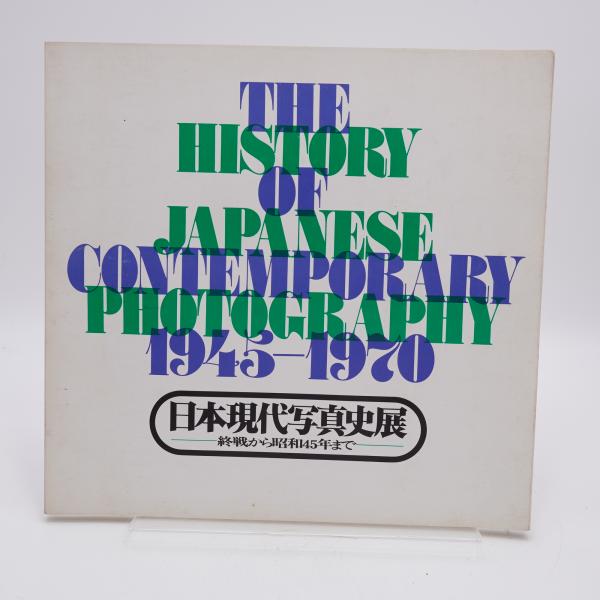 THE
HISTORY
OF
JAPANESE
CONTEMPORARY
PHOTOGRAPHY
1945—1970
日本現代写真史展
終戦から昭和45年まで